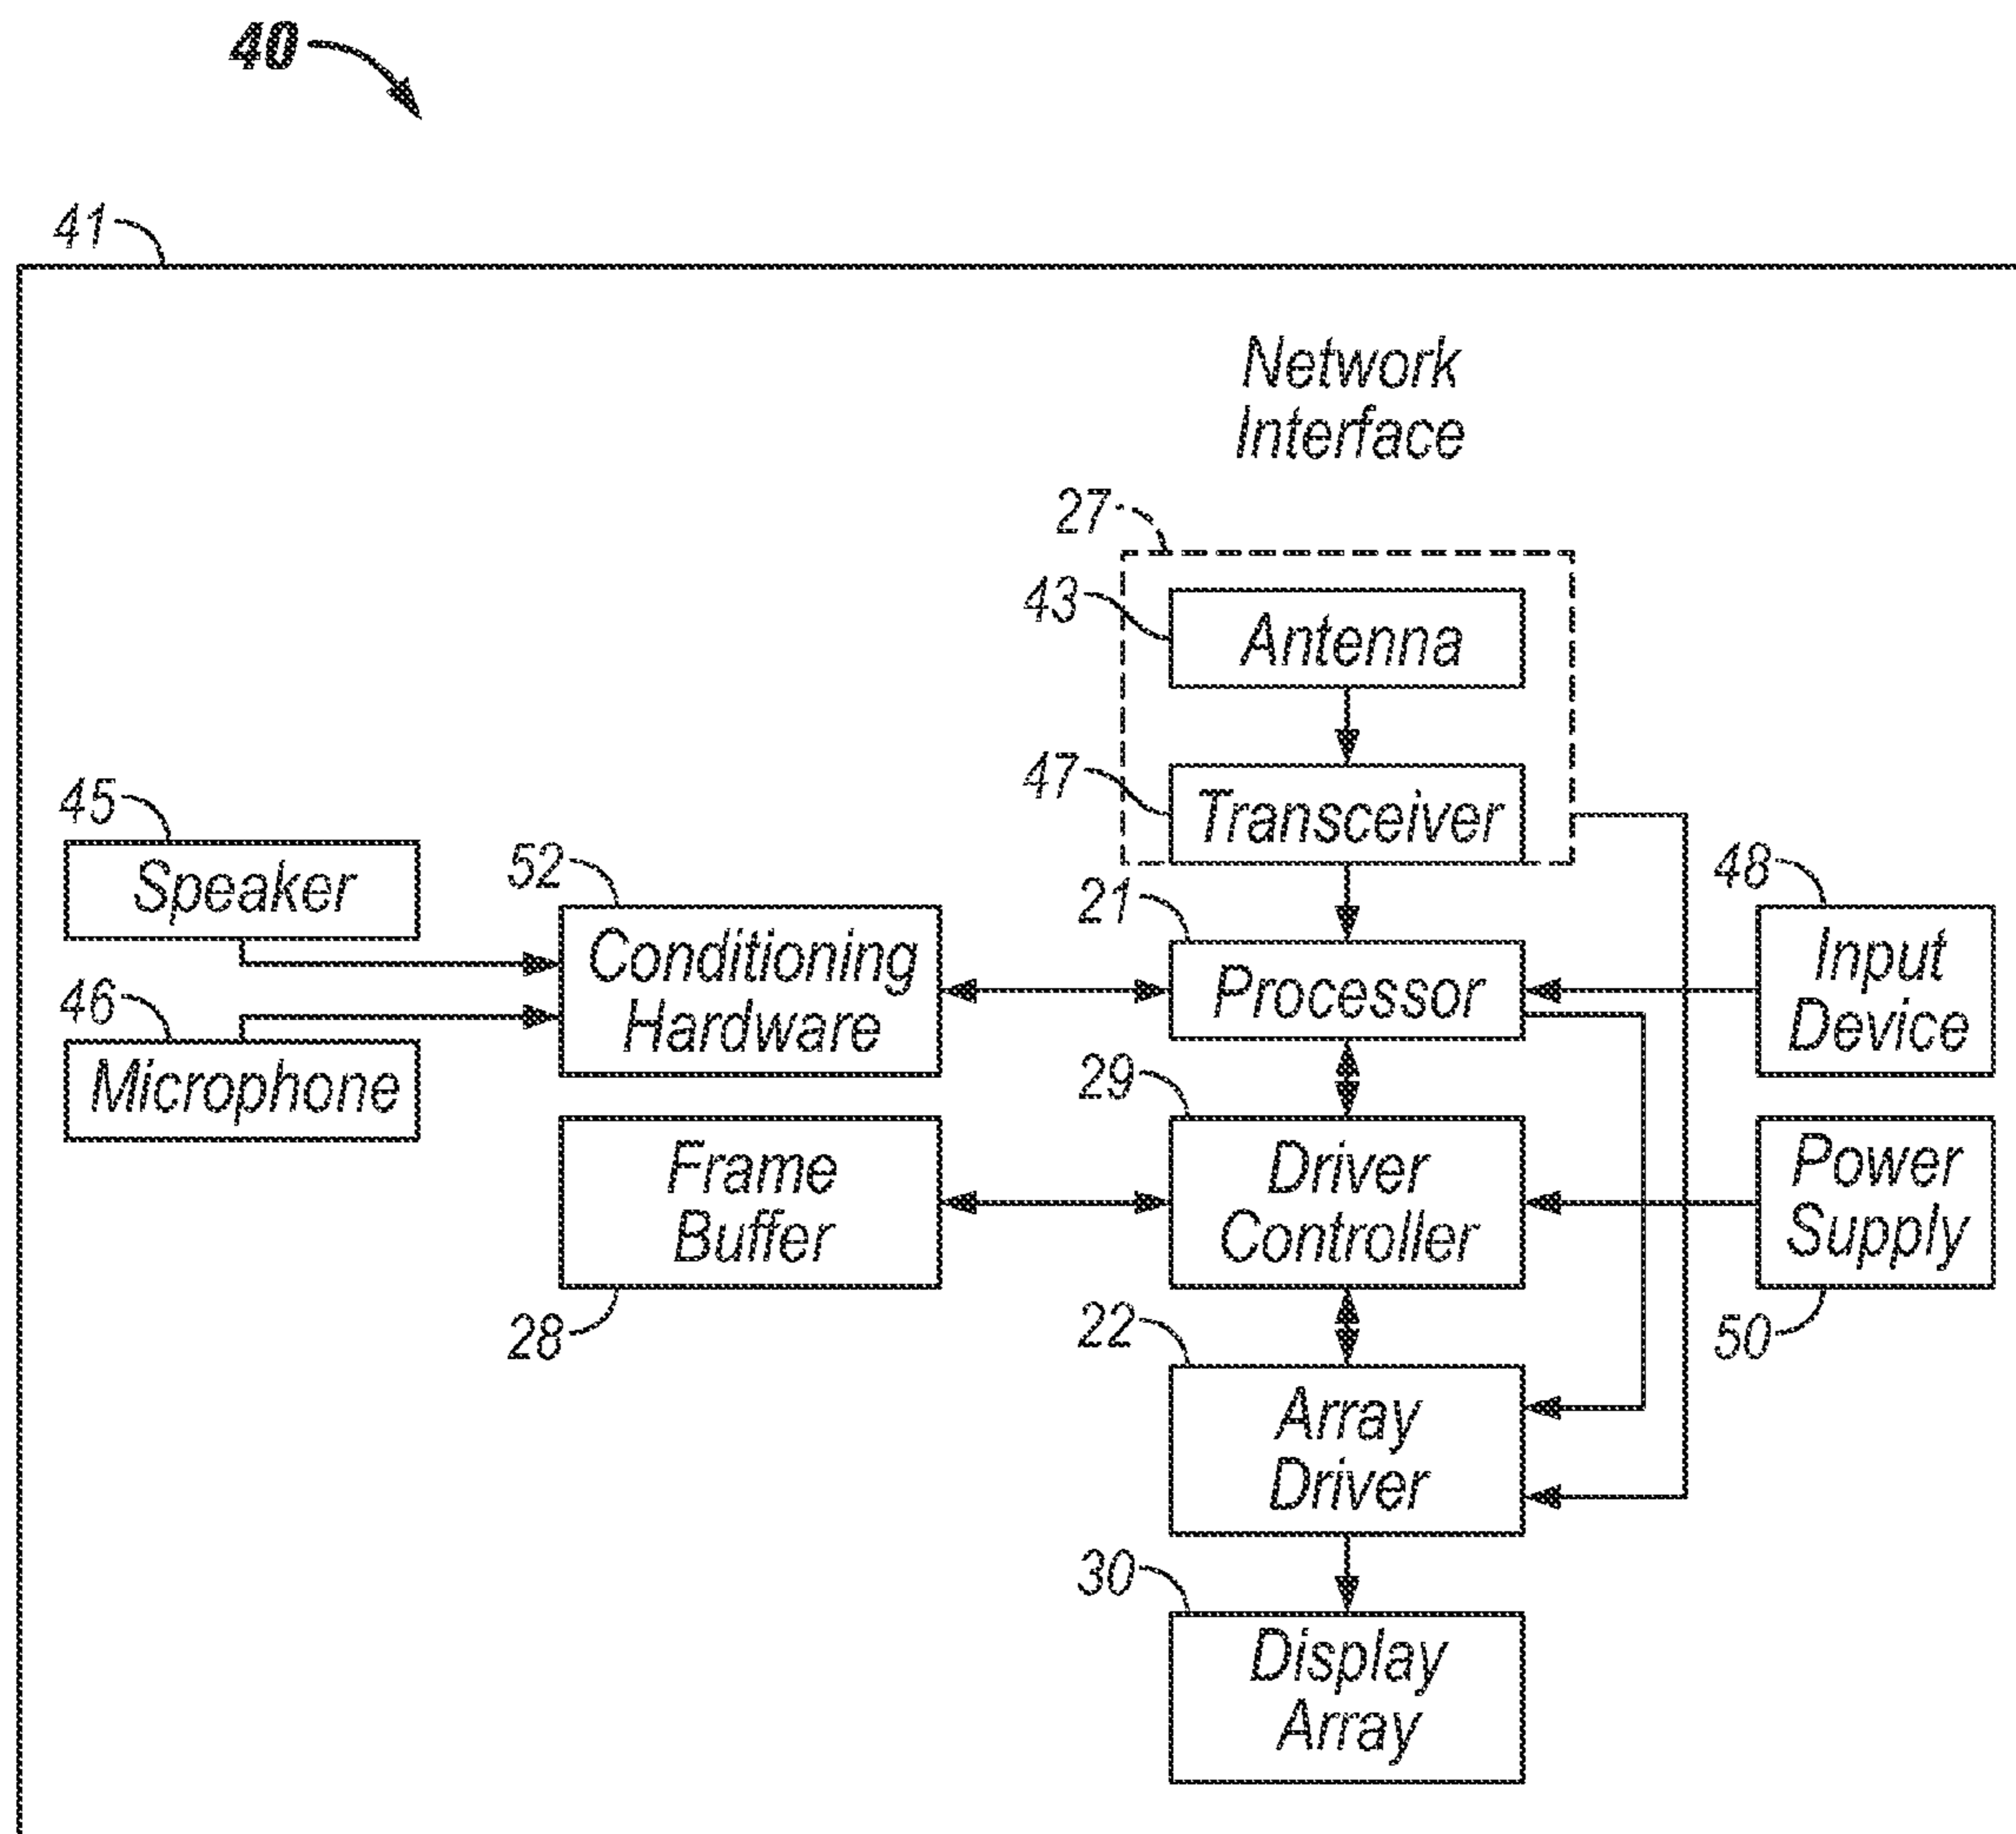 40
41
Network
Interface
27
43
Antenna
47
Transceiver
45
Speaker
52
Conditioning
Hardware
21
Processor
48
Input
Device
46
Microphone
29
Driver
Controller
Frame
Buffer
28
Power
Supply
50
22
Array
Driver
30
Display
Array